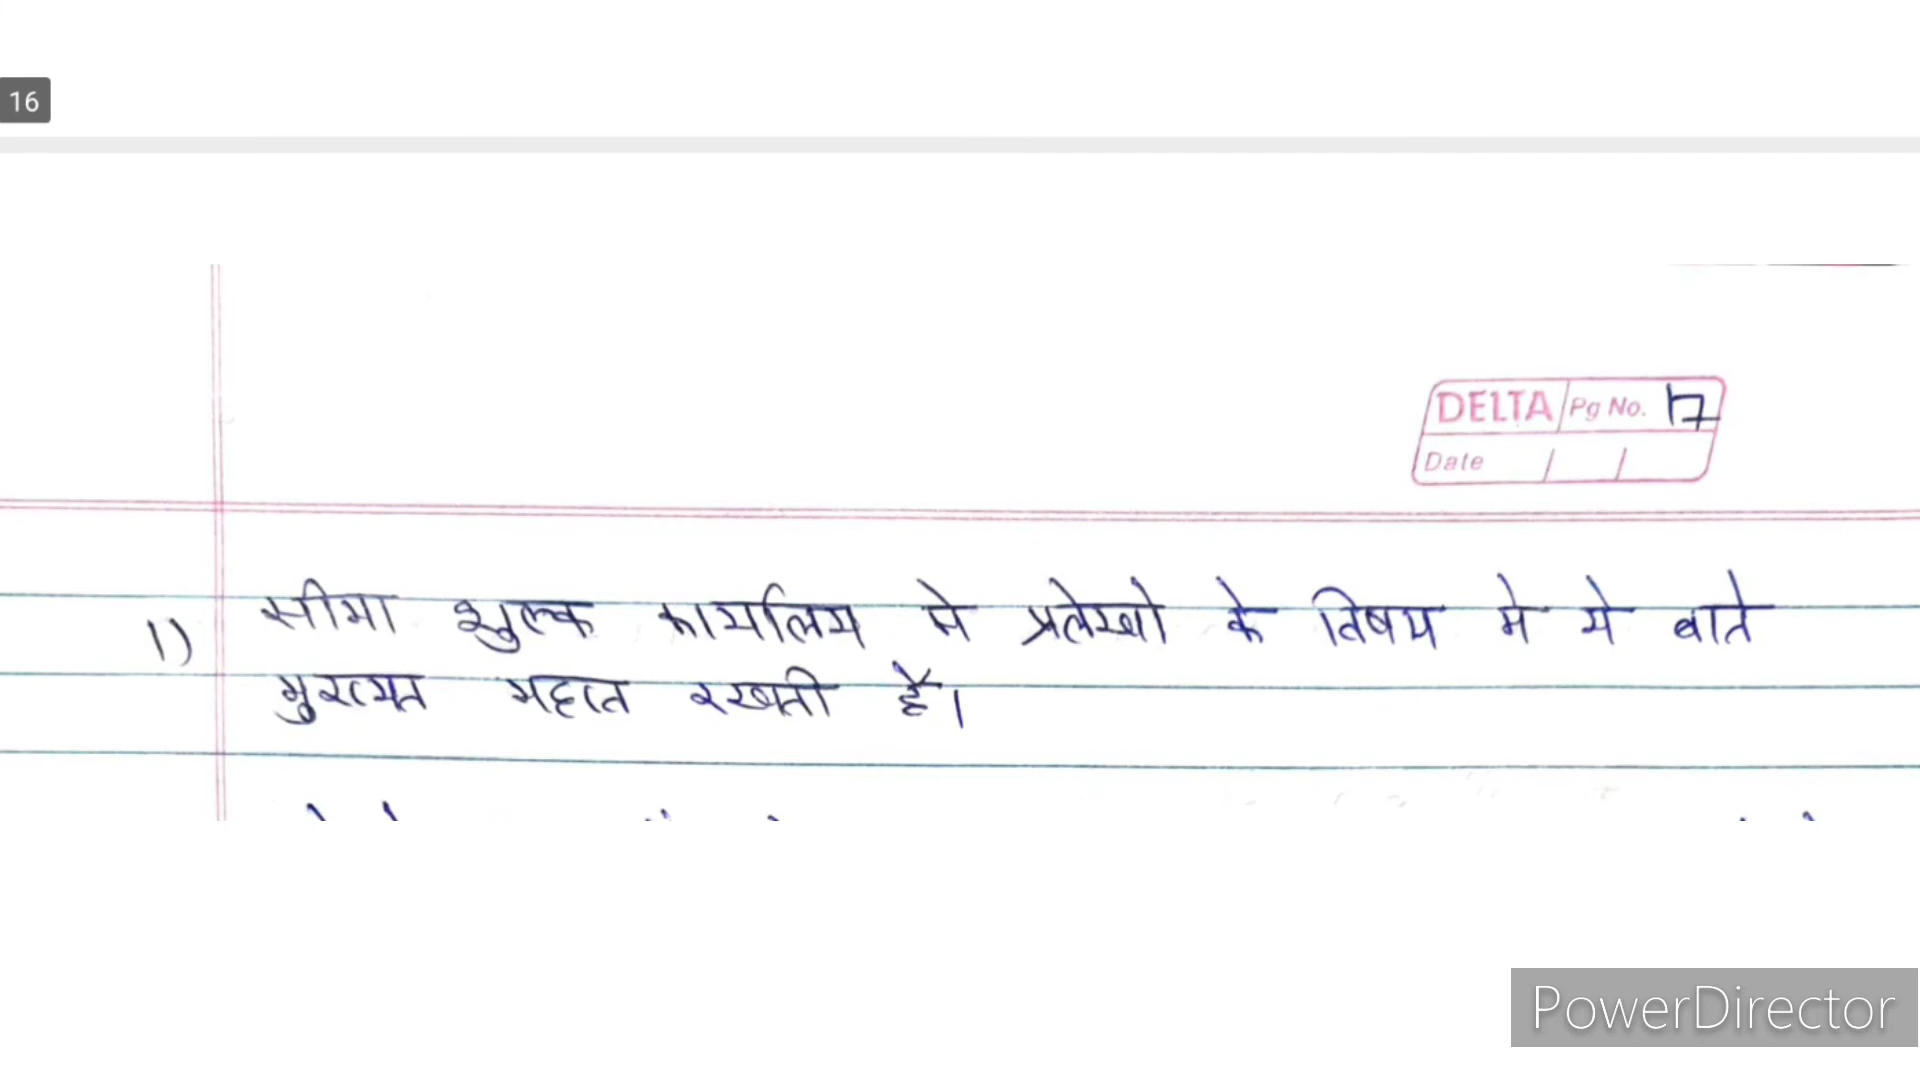 16
DELTA Pg No. 17
Date / /
1) सीमा शुल्क कार्यालय मे प्रलेखो के विषय मे ये बाते
मुख्यत महत्व रखती है।
PowerDirector